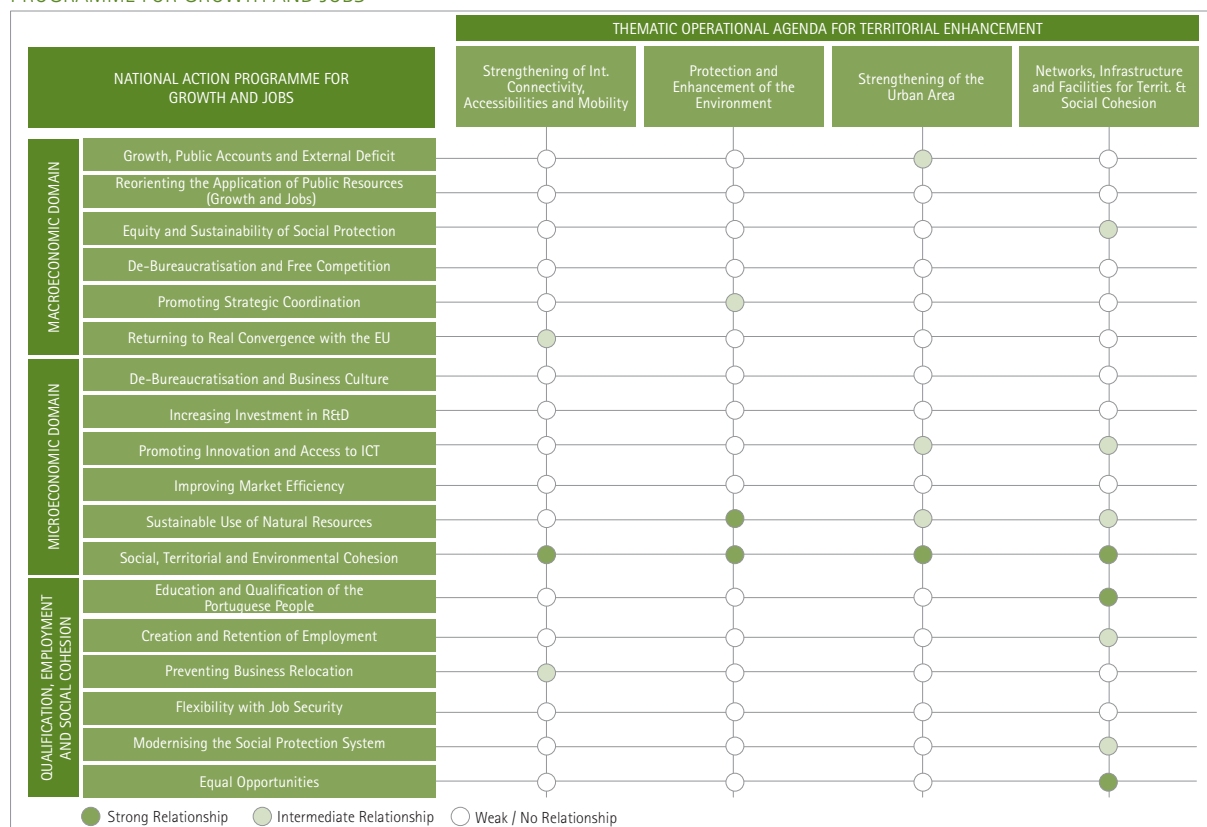 PROGRAMME FOR GROWTH AND JOBS
THEMATIC OPERATIONAL AGENDA FOR TERRITORIAL ENHANCEMENT
NATIONAL ACTION PROGRAMME FOR
GROWTH AND JOBS
Strengthening of Int.
Connectivity,
Accessibilities and Mobility
Protection and
Enhancement of the
Environment
Strengthening of the
Urban Area
Networks, Infrastructure
and Facilities for Territ. &
Social Cohesion
MACROECONOMIC DOMAIN
Growth, Public Accounts and External Deficit
Reorienting the Application of Public Resources
(Growth and Jobs)
Equity and Sustainability of Social Protection
De-Bureaucratisation and Free Competition
Promoting Strategic Coordination
Returning to Real Convergence with the EU
MICROECONOMIC DOMAIN
De-Bureaucratisation and Business Culture
Increasing Investment in R&D
Promoting Innovation and Access to ICT
Improving Market Efficiency
Sustainable Use of Natural Resources
Social, Territorial and Environmental Cohesion
QUALIFICATION, EMPLOYMENT
AND SOCIAL COHESION
Education and Qualification of the
Portuguese People
Creation and Retention of Employment
Preventing Business Relocation
Flexibility with Job Security
Modernising the Social Protection System
Equal Opportunities
Strong Relationship
Intermediate Relationship
Weak / No Relationship